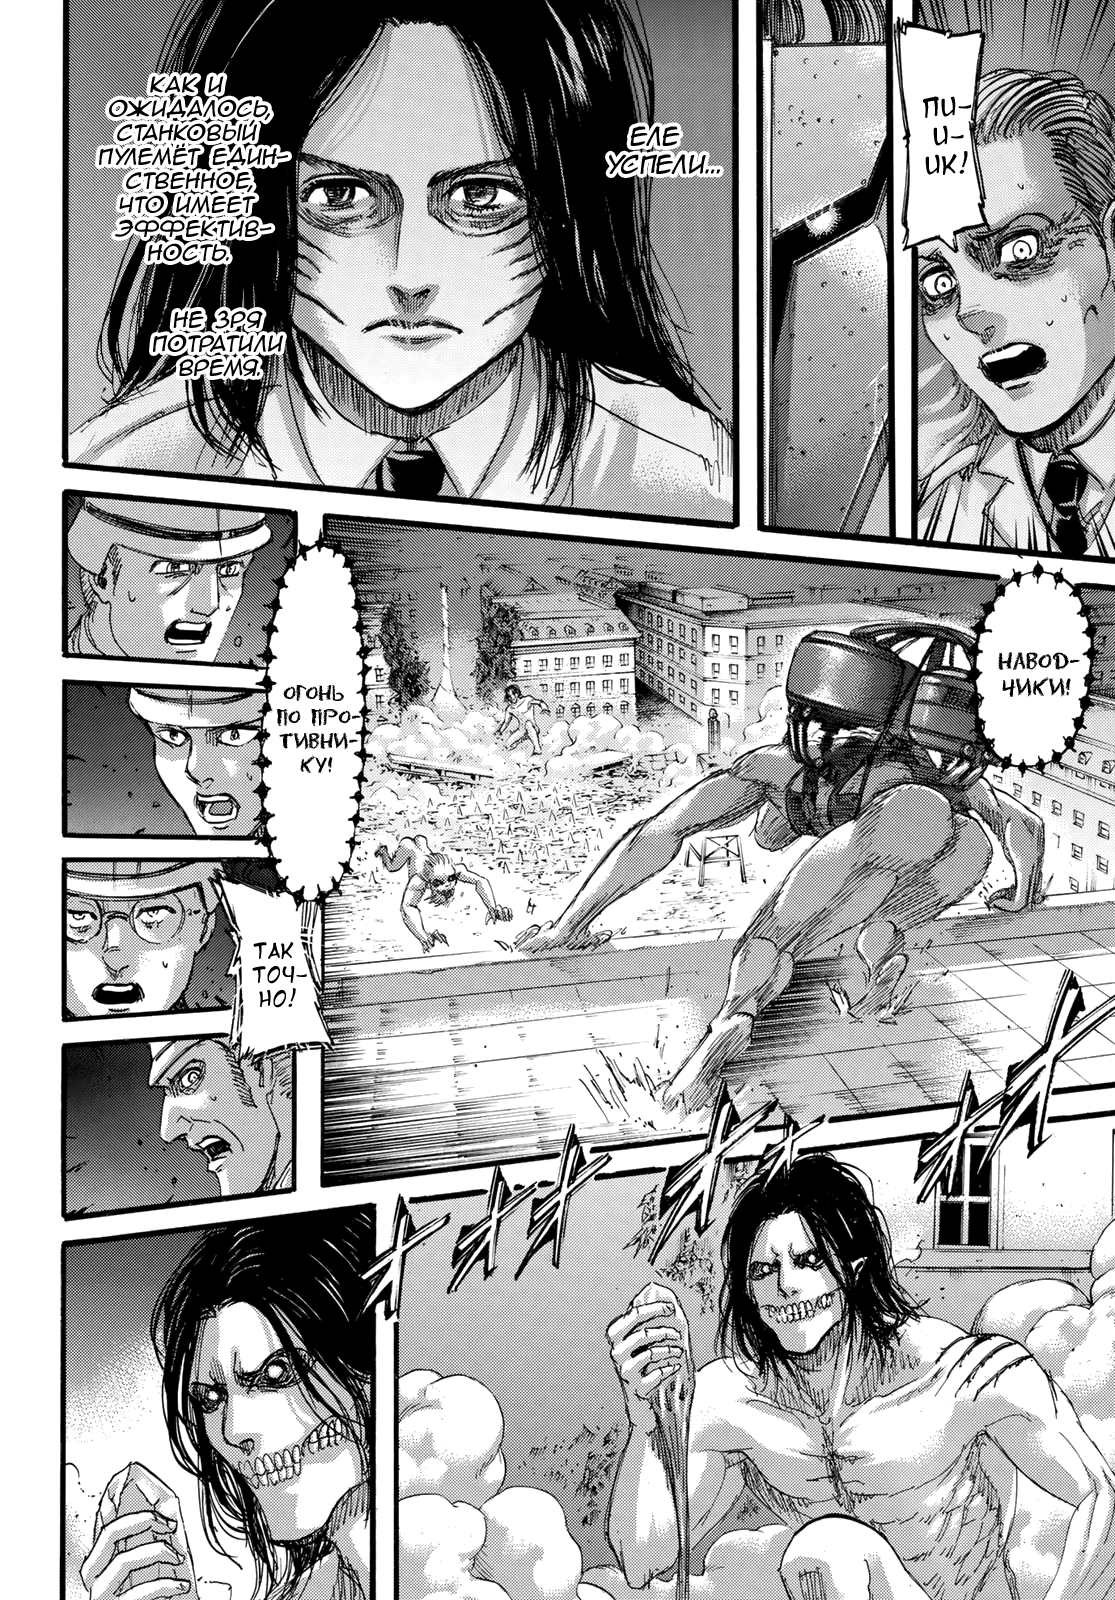 ПИ-
И-
ИК!
ЕЛЕ
УСПЕЛИ...
КАК И
ОЖИДАЛОСЬ,
СТАНКОВЫЙ
ПУЛЕМЁТ ЕДИН-
СТВЕННОЕ,
ЧТО ИМЕЕТ
ЭФФЕКТИВ-
НОСТЬ.
НЕ ЗРЯ
ПОТРАТИЛИ
ВРЕМЯ.
НАВОД-
ЧИКИ!
ОГОНЬ
ПО ПРО-
ТИВНИ-
КУ!
ТАК
ТОЧ-
НО!